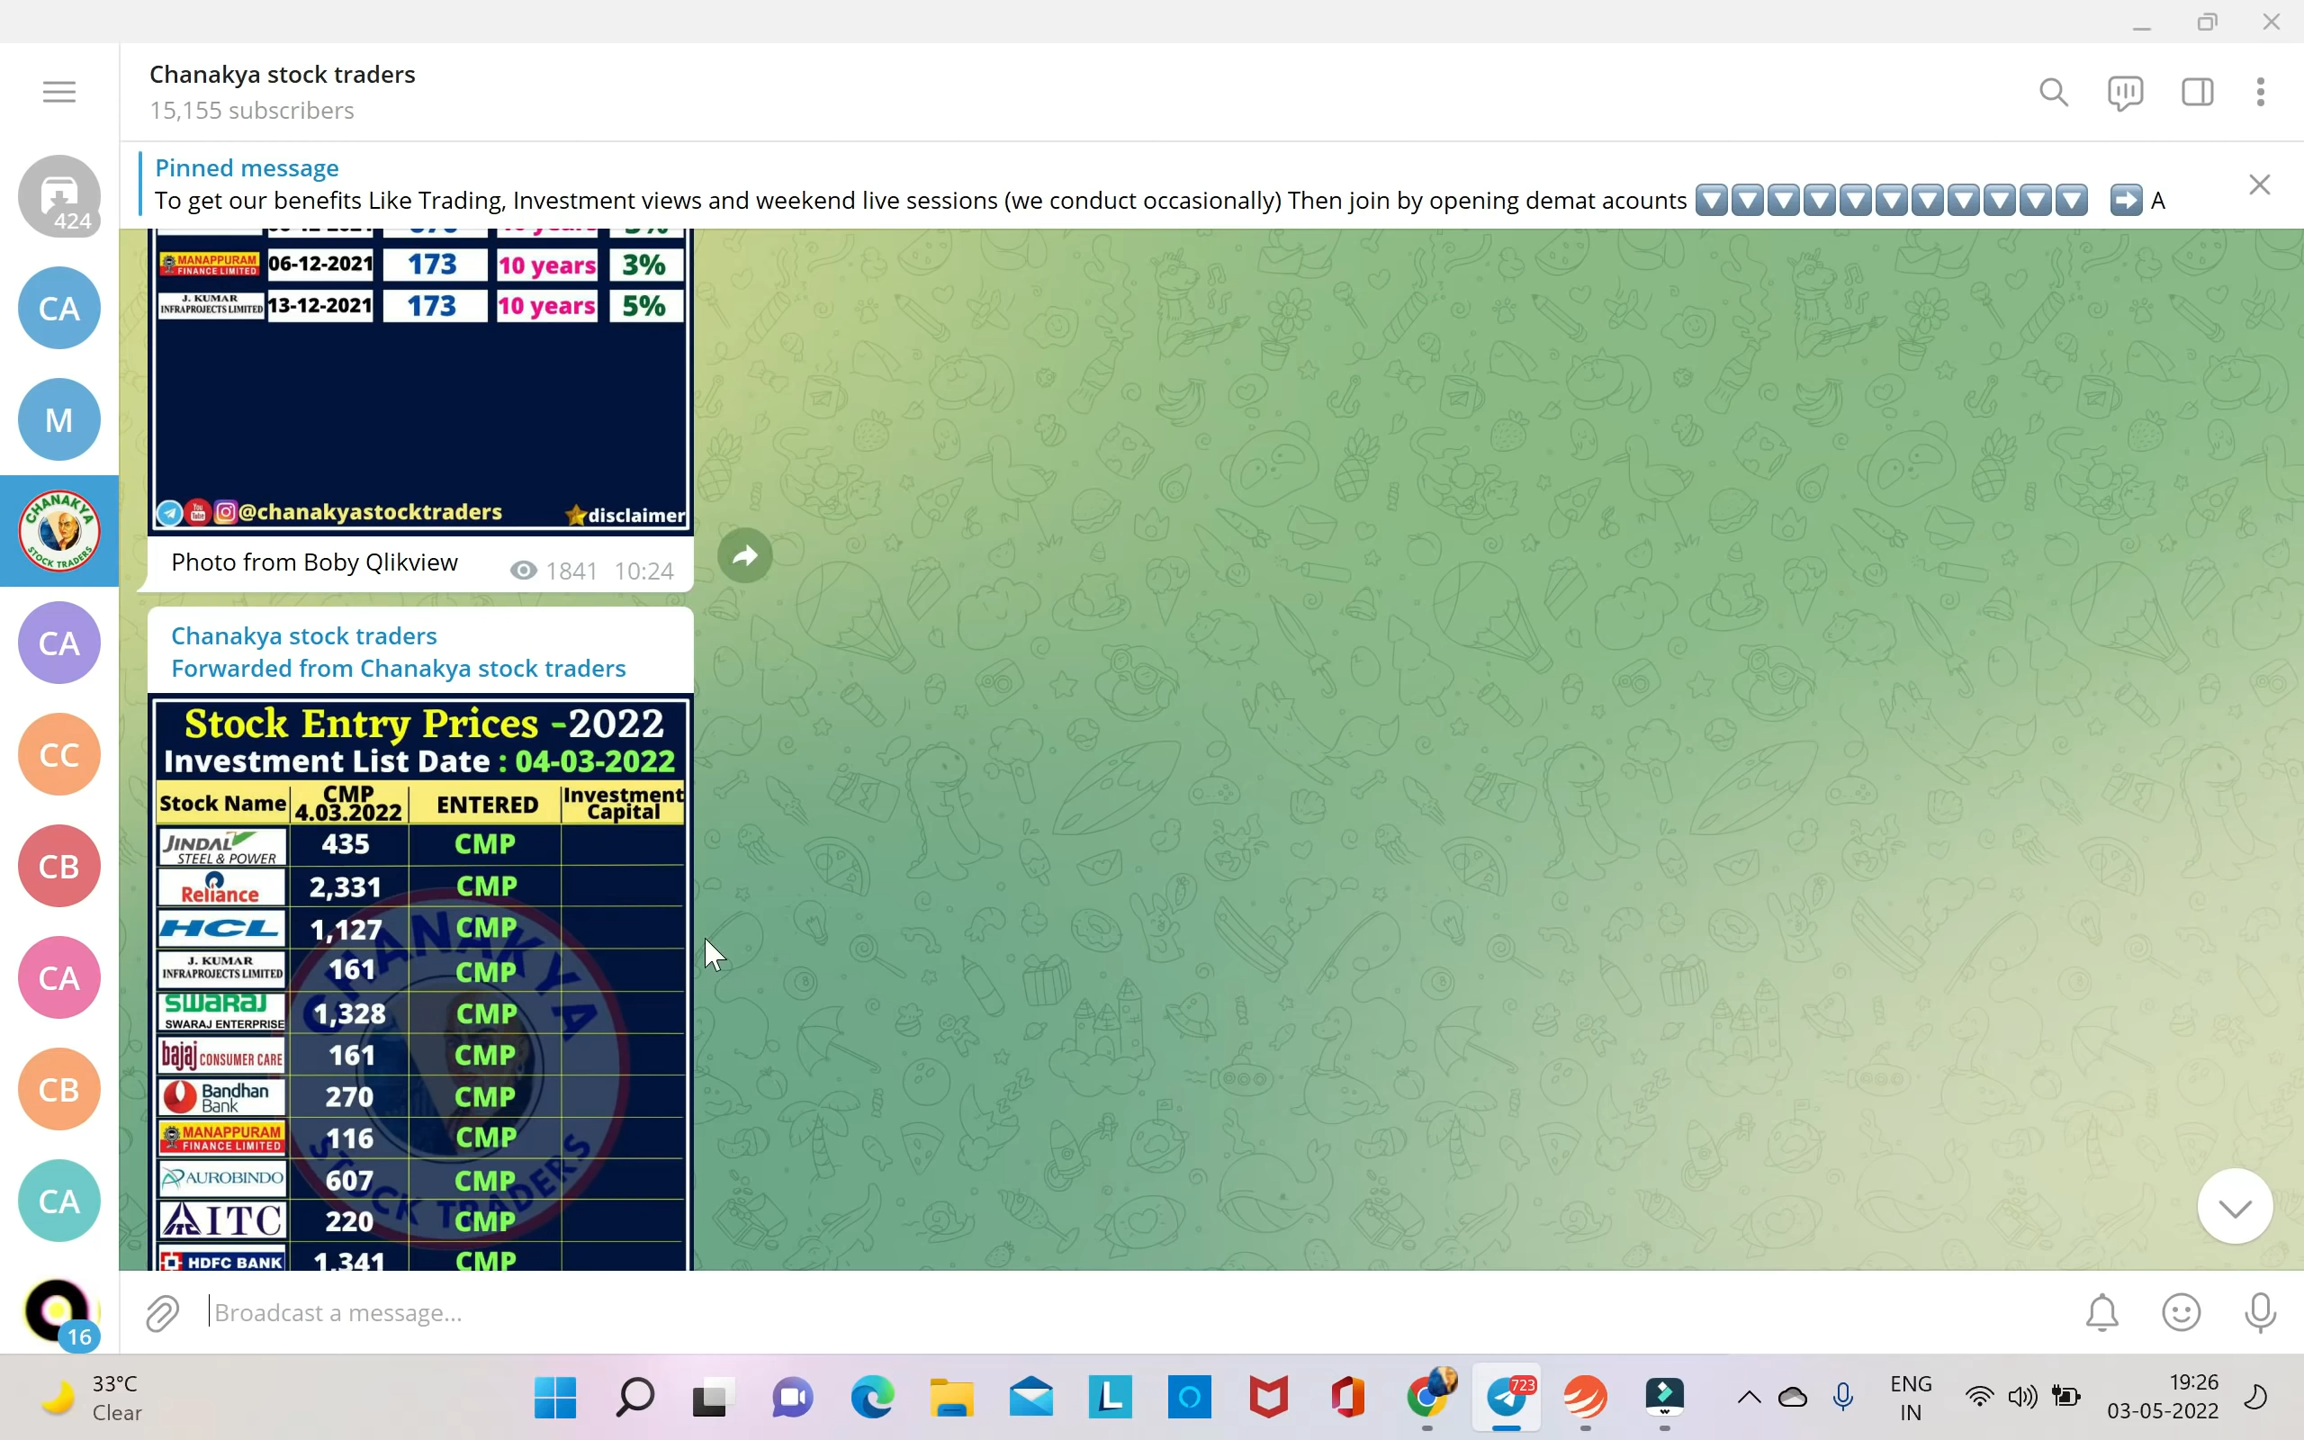 Chanakya stock traders
15,155 subscribers
424
Pinned message
To get our benefits Like Trading, Investment views and weekend live sessions (we conduct occasionally) Then join by opening demat acounts 🔽🔽🔽🔽🔽🔽🔽🔽🔽🔽🔽 ➡️ A
CA
M
CHANAKYA
STOCK TRADERS
CA
CC
CB
CA
CB
CA
16
MANAPPURAM FINANCE LIMITED 06-12-2021 173 10 years 3%
J. KUMAR INFRAPROJECTS LIMITED 13-12-2021 173 10 years 5%
@chanakyastocktraders disclaimer
Photo from Boby Qlikview 1841 10:24
Chanakya stock traders
Forwarded from Chanakya stock traders
Stock Entry Prices -2022
Investment List Date : 04-03-2022
Stock Name CMP 4.03.2022 ENTERED Investment Capital
JINDAL STEEL & POWER 435 CMP
Reliance 2,331 CMP
HCL 1,127 CMP
J. KUMAR INFRAPROJECTS LIMITED 161 CMP
SWARAJ SWARAJ ENTERPRISE 1,328 CMP
bajaj CONSUMER CARE 161 CMP
Bandhan Bank 270 CMP
MANAPPURAM FINANCE LIMITED 116 CMP
AUROBINDO 607 CMP
ITC 220 CMP
HDFC BANK 1,341 CMP
CHANAKYA
STOCK TRADERS
Broadcast a message...
33°C
Clear
723
ENG
IN
19:26
03-05-2022